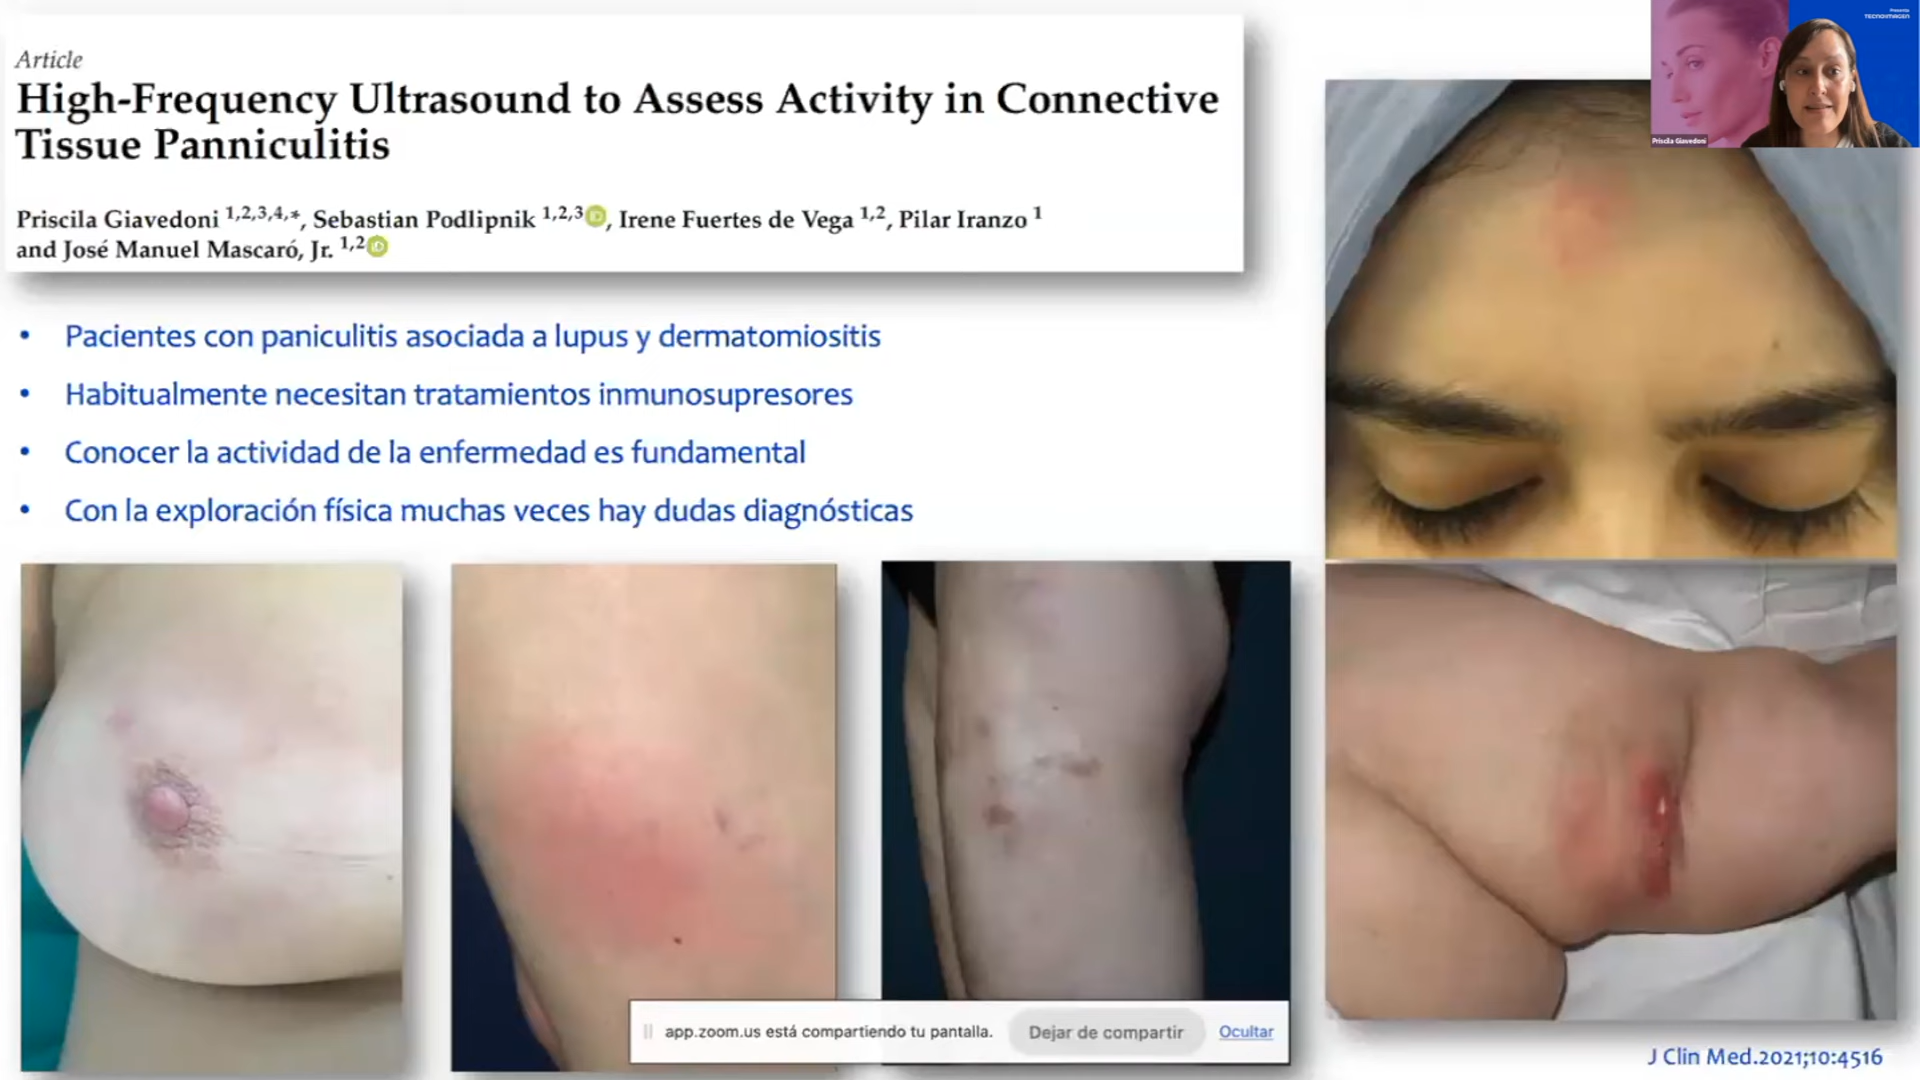 Article
High-Frequency Ultrasound to Assess Activity in Connective
Tissue Panniculitis
Priscila Giavedoni 1,2,3,4,*, Sebastian Podlipnik 1,2,3, Irene Fuertes de Vega 1,2, Pilar Iranzo 1
and José Manuel Mascaró, Jr. 1,2
• Pacientes con paniculitis asociada a lupus y dermatomiositis
• Habitualmente necesitan tratamientos inmunosupresores
• Conocer la actividad de la enfermedad es fundamental
• Con la exploración física muchas veces hay dudas diagnósticas
Presenta
TECNOIMAGEN
Priscila Giavedoni
app.zoom.us está compartiendo tu pantalla. Dejar de compartir Ocultar
J Clin Med.2021;10:4516